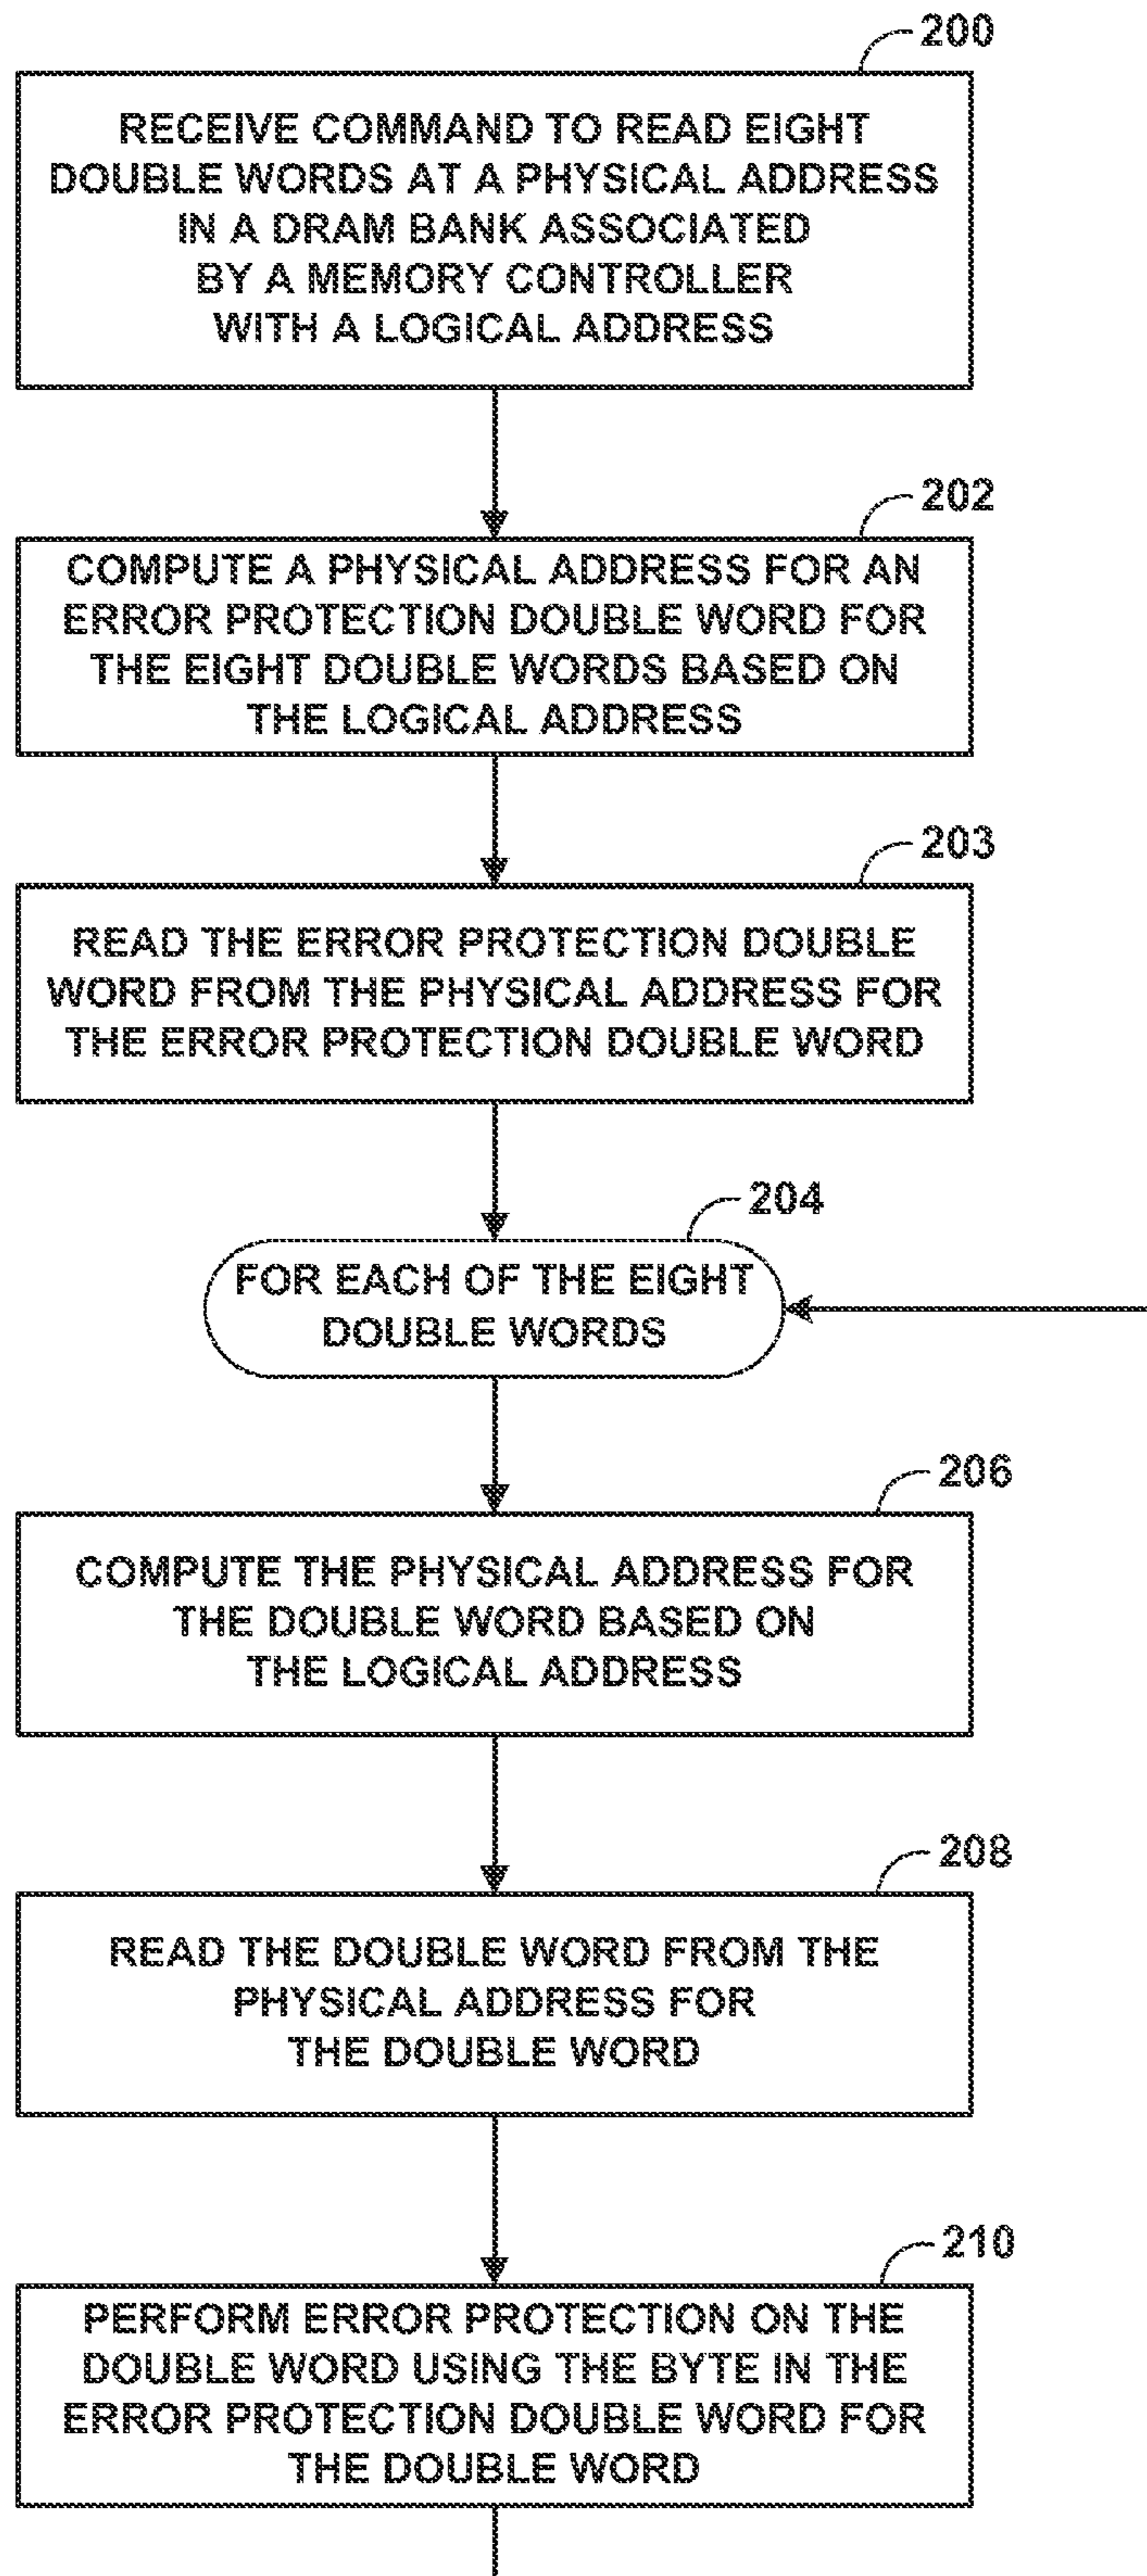 200
RECEIVE COMMAND TO READ EIGHT
DOUBLE WORDS AT A PHYSICAL ADDRESS
IN A DRAM BANK ASSOCIATED
BY A MEMORY CONTROLLER
WITH A LOGICAL ADDRESS
202
COMPUTE A PHYSICAL ADDRESS FOR AN
ERROR PROTECTION DOUBLE WORD FOR
THE EIGHT DOUBLE WORDS BASED ON
THE LOGICAL ADDRESS
203
READ THE ERROR PROTECTION DOUBLE
WORD FROM THE PHYSICAL ADDRESS FOR
THE ERROR PROTECTION DOUBLE WORD
204
FOR EACH OF THE EIGHT
DOUBLE WORDS
206
COMPUTE THE PHYSICAL ADDRESS FOR
THE DOUBLE WORD BASED ON
THE LOGICAL ADDRESS
208
READ THE DOUBLE WORD FROM THE
PHYSICAL ADDRESS FOR
THE DOUBLE WORD
210
PERFORM ERROR PROTECTION ON THE
DOUBLE WORD USING THE BYTE IN THE
ERROR PROTECTION DOUBLE WORD FOR
THE DOUBLE WORD